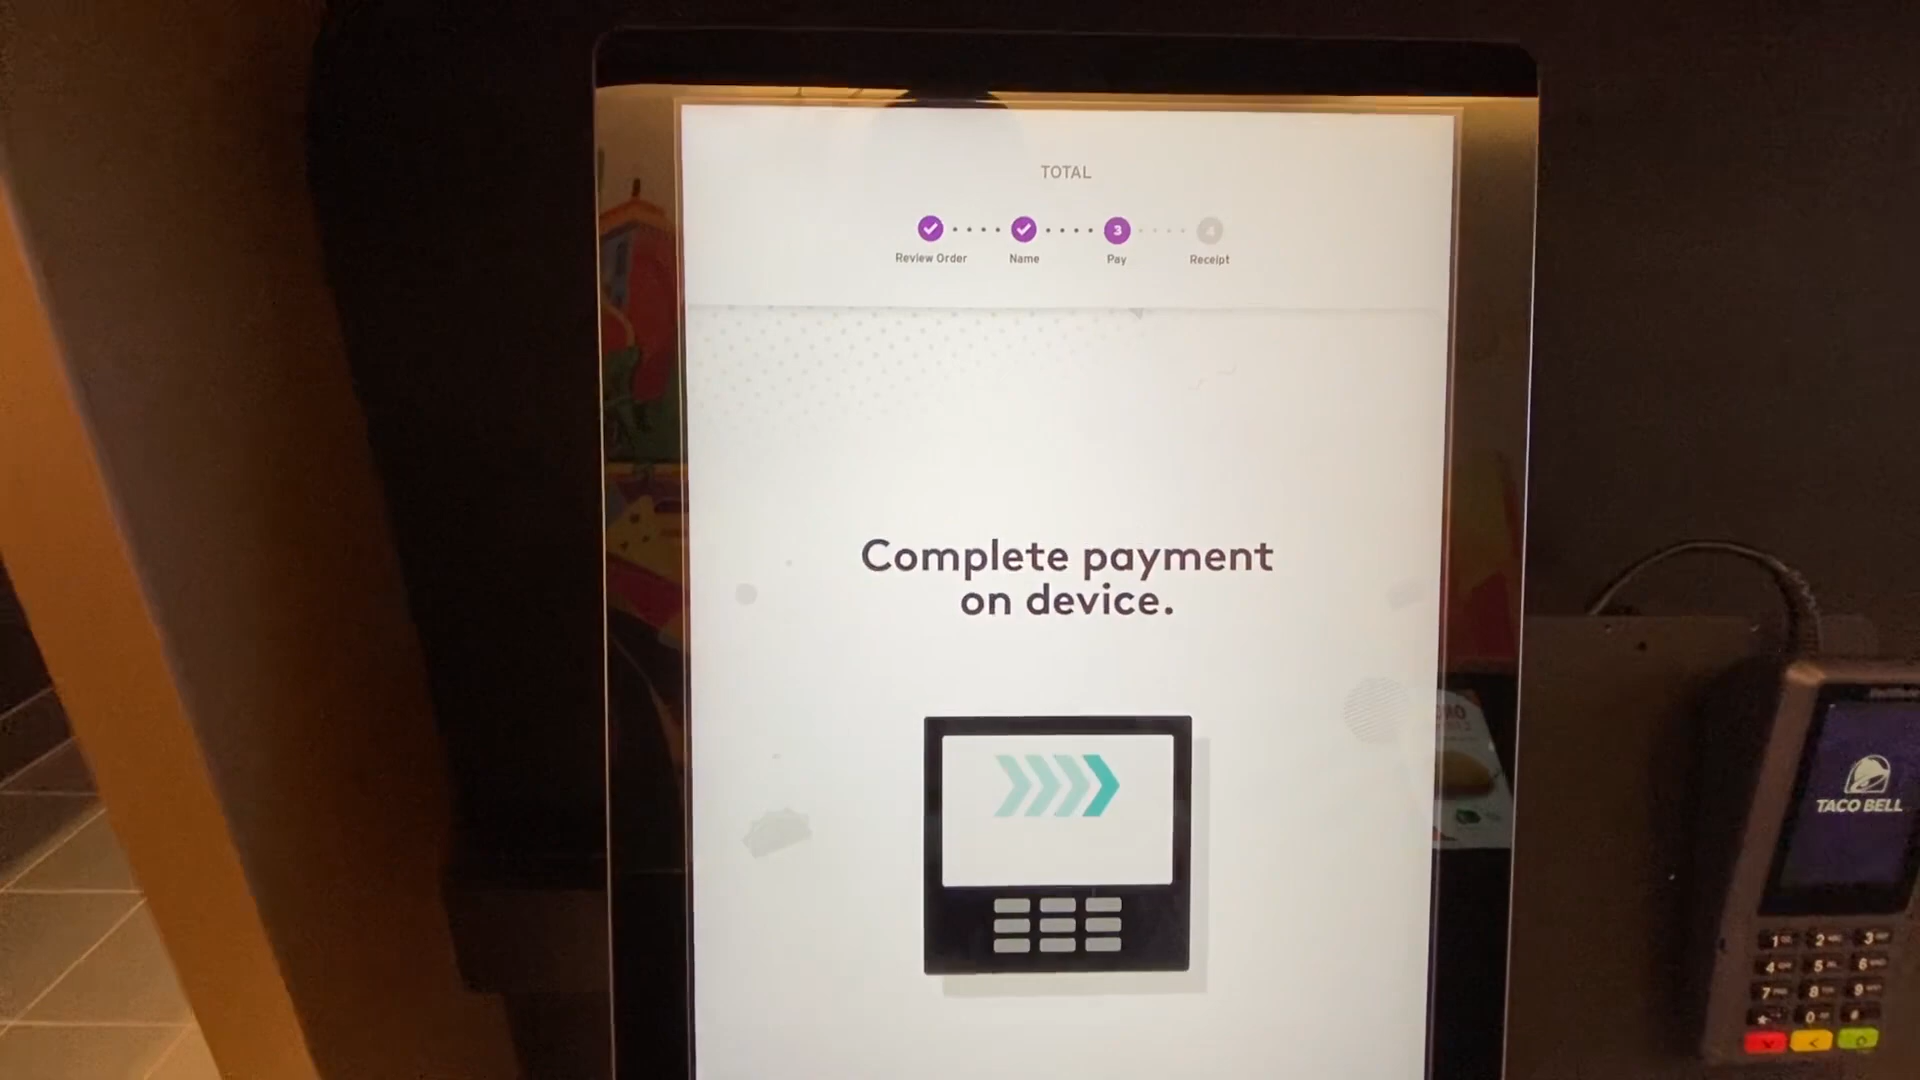 TOTAL
3
4
Review Order
Name
Pay
Receipt
Complete payment
on device.
TACO BELL
1 2 3
4 5 6
7 8 9
* 0 #